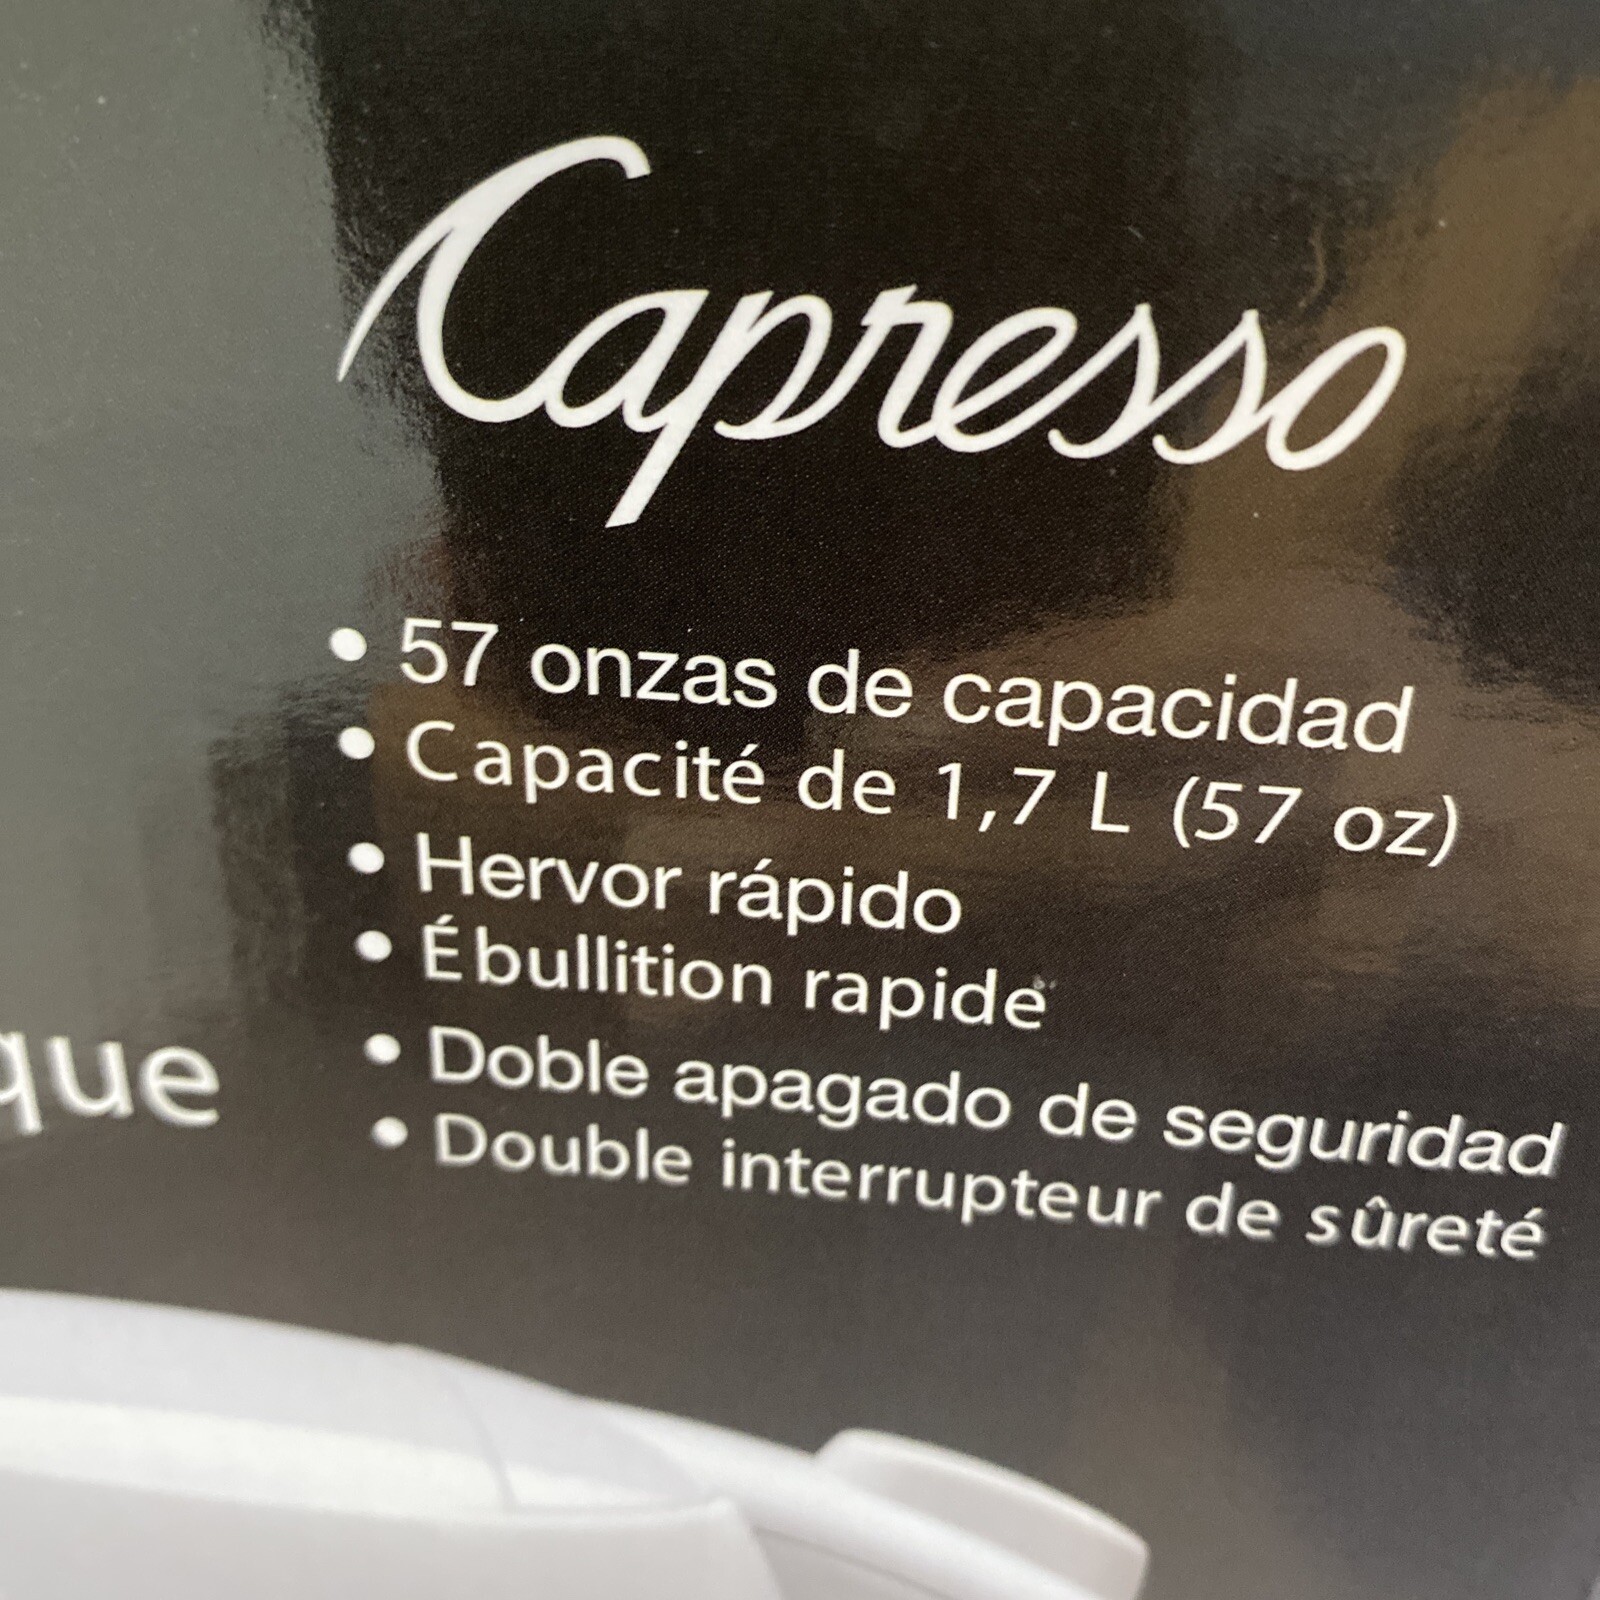 Capresso
• 57 onzas de capacidad
• Capacité de 1,7 L (57 oz)
• Hervor rápido
• Ébullition rapide
• Doble apagado de seguridad
• Double interrupteur de sûreté
que